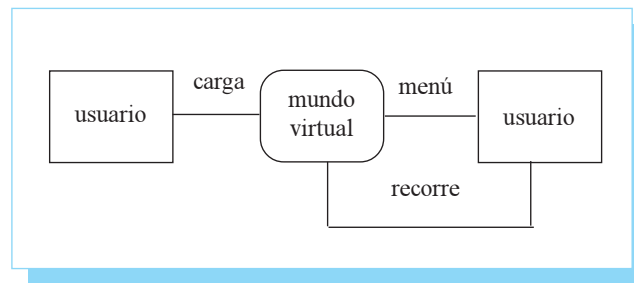 usuario
carga
mundo
virtual
menú
usuario
recorre